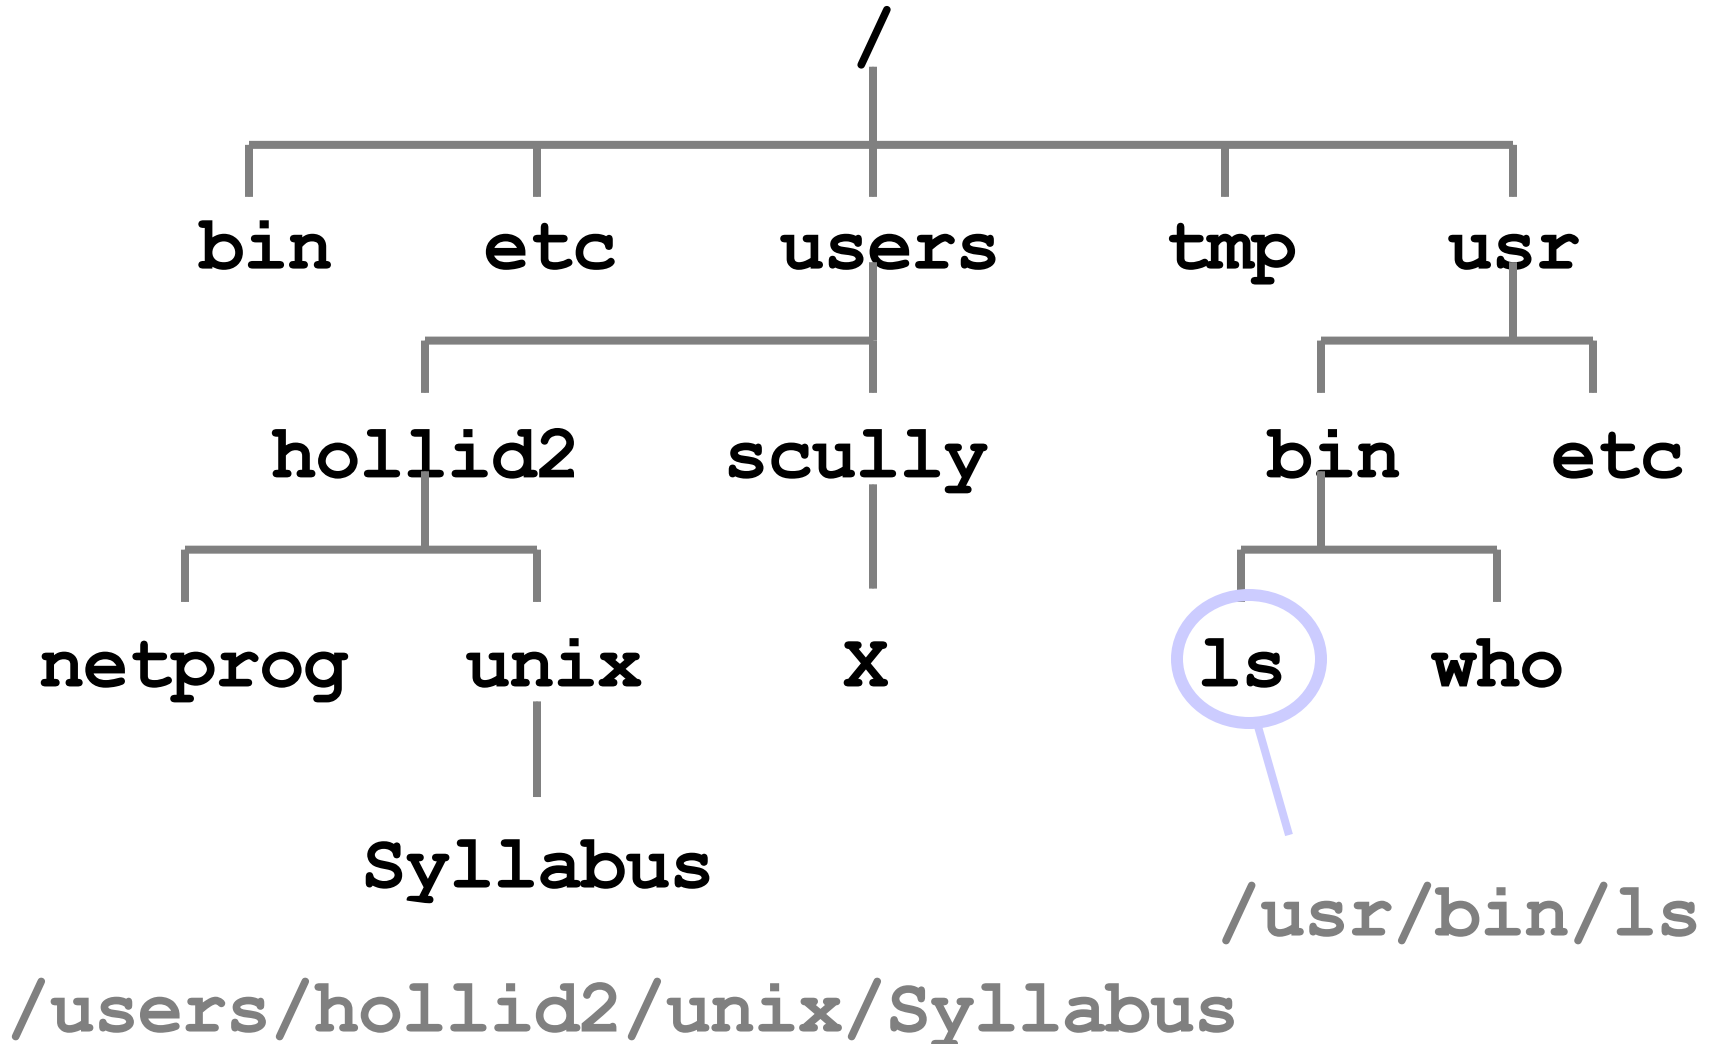 /
bin etc users tmp usr
hollid2 scully bin etc
netprog unix X ls who
Syllabus
/usr/bin/ls
/users/hollid2/unix/Syllabus